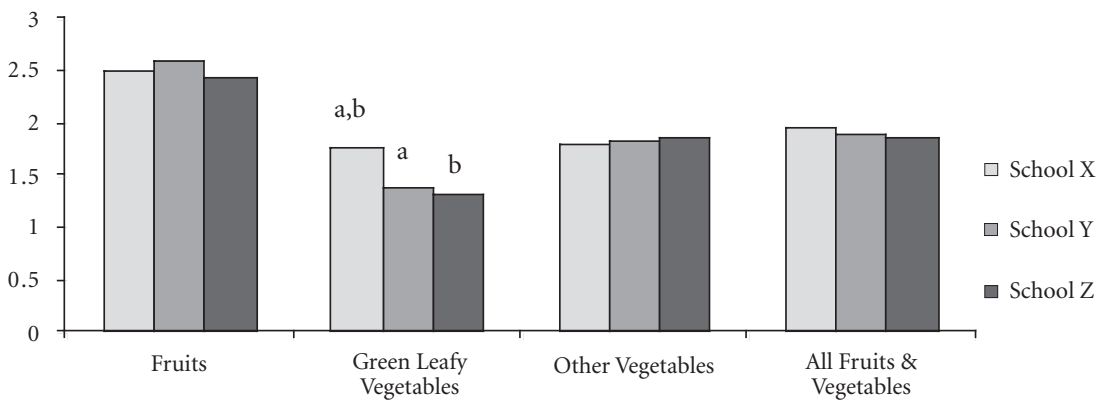 3
2.5
2
1.5
1
0.5
0
a,b
a
b
Fruits
Green Leafy
Vegetables
Other Vegetables
All Fruits &
Vegetables
School X
School Y
School Z